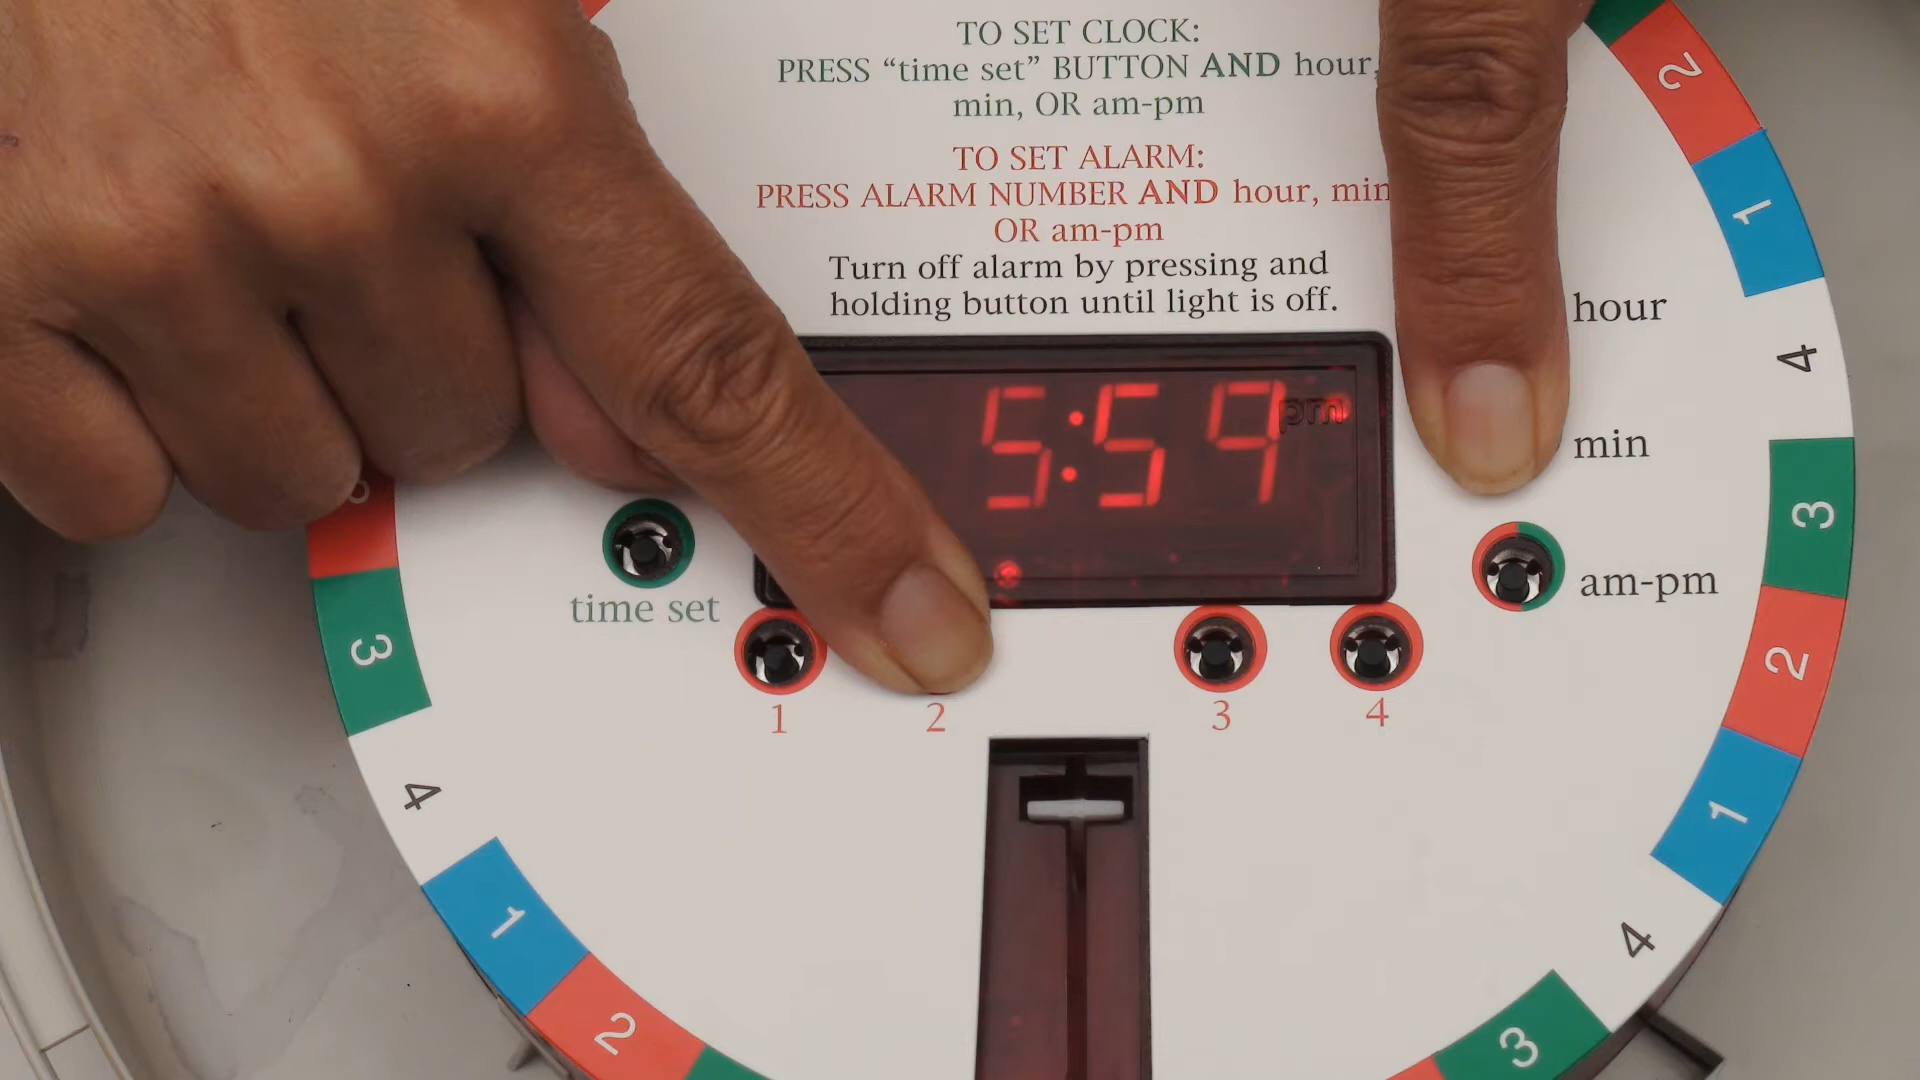 TO SET CLOCK:
PRESS “time set” BUTTON AND hour,
min, OR am-pm
TO SET ALARM:
PRESS ALARM NUMBER AND hour, min
OR am-pm
Turn off alarm by pressing and
holding button until light is off.
5:59 pm
hour
min
am-pm
time set
1
2
3
4
2
1
4
3
2
1
4
3
3
4
1
2